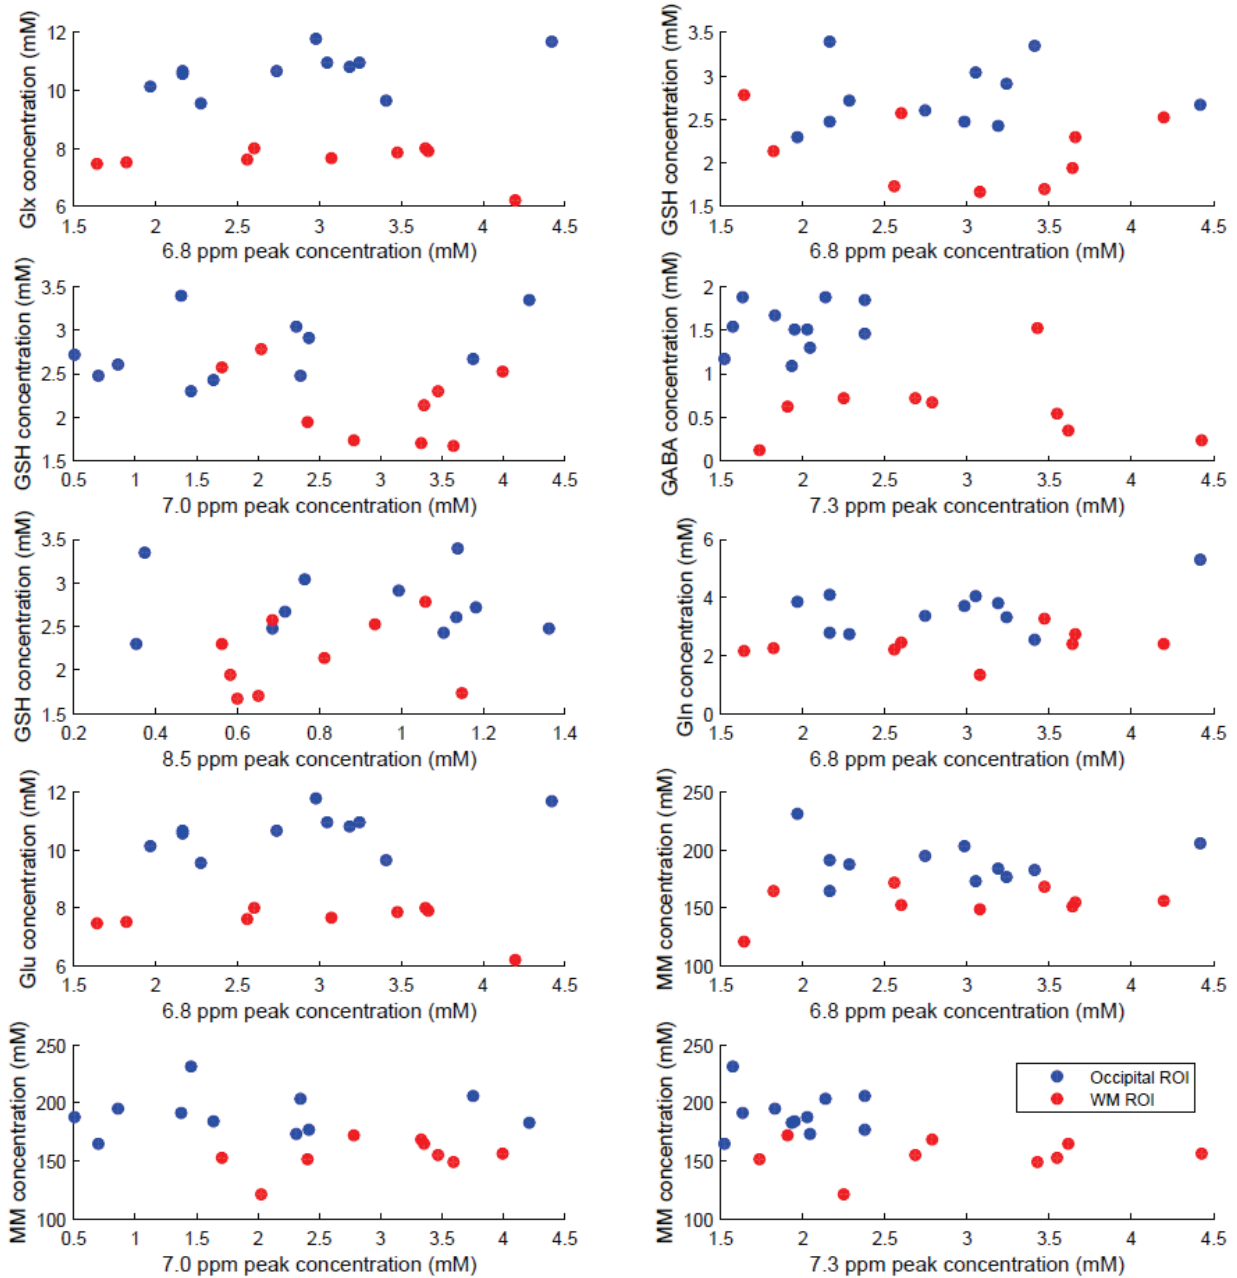 Glx concentration (mM)
12
10
8
6
1.5 2 2.5 3 3.5 4 4.5
6.8 ppm peak concentration (mM)
GSH concentration (mM)
3.5
3
2.5
2
1.5
1.5 2 2.5 3 3.5 4 4.5
6.8 ppm peak concentration (mM)
GSH concentration (mM)
3.5
3
2.5
2
1.5
0.5 1 1.5 2 2.5 3 3.5 4 4.5
7.0 ppm peak concentration (mM)
GABA concentration (mM)
2
1.5
1
0.5
0
1.5 2 2.5 3 3.5 4 4.5
7.3 ppm peak concentration (mM)
GSH concentration (mM)
3.5
3
2.5
2
1.5
0.2 0.4 0.6 0.8 1 1.2 1.4
8.5 ppm peak concentration (mM)
Gln concentration (mM)
6
4
2
0
1.5 2 2.5 3 3.5 4 4.5
6.8 ppm peak concentration (mM)
Glu concentration (mM)
12
10
8
6
1.5 2 2.5 3 3.5 4 4.5
6.8 ppm peak concentration (mM)
MM concentration (mM)
250
200
150
100
1.5 2 2.5 3 3.5 4 4.5
6.8 ppm peak concentration (mM)
MM concentration (mM)
250
200
150
100
0.5 1 1.5 2 2.5 3 3.5 4 4.5
7.0 ppm peak concentration (mM)
MM concentration (mM)
250
200
150
100
1.5 2 2.5 3 3.5 4 4.5
7.3 ppm peak concentration (mM)
Occipital ROI
WM ROI